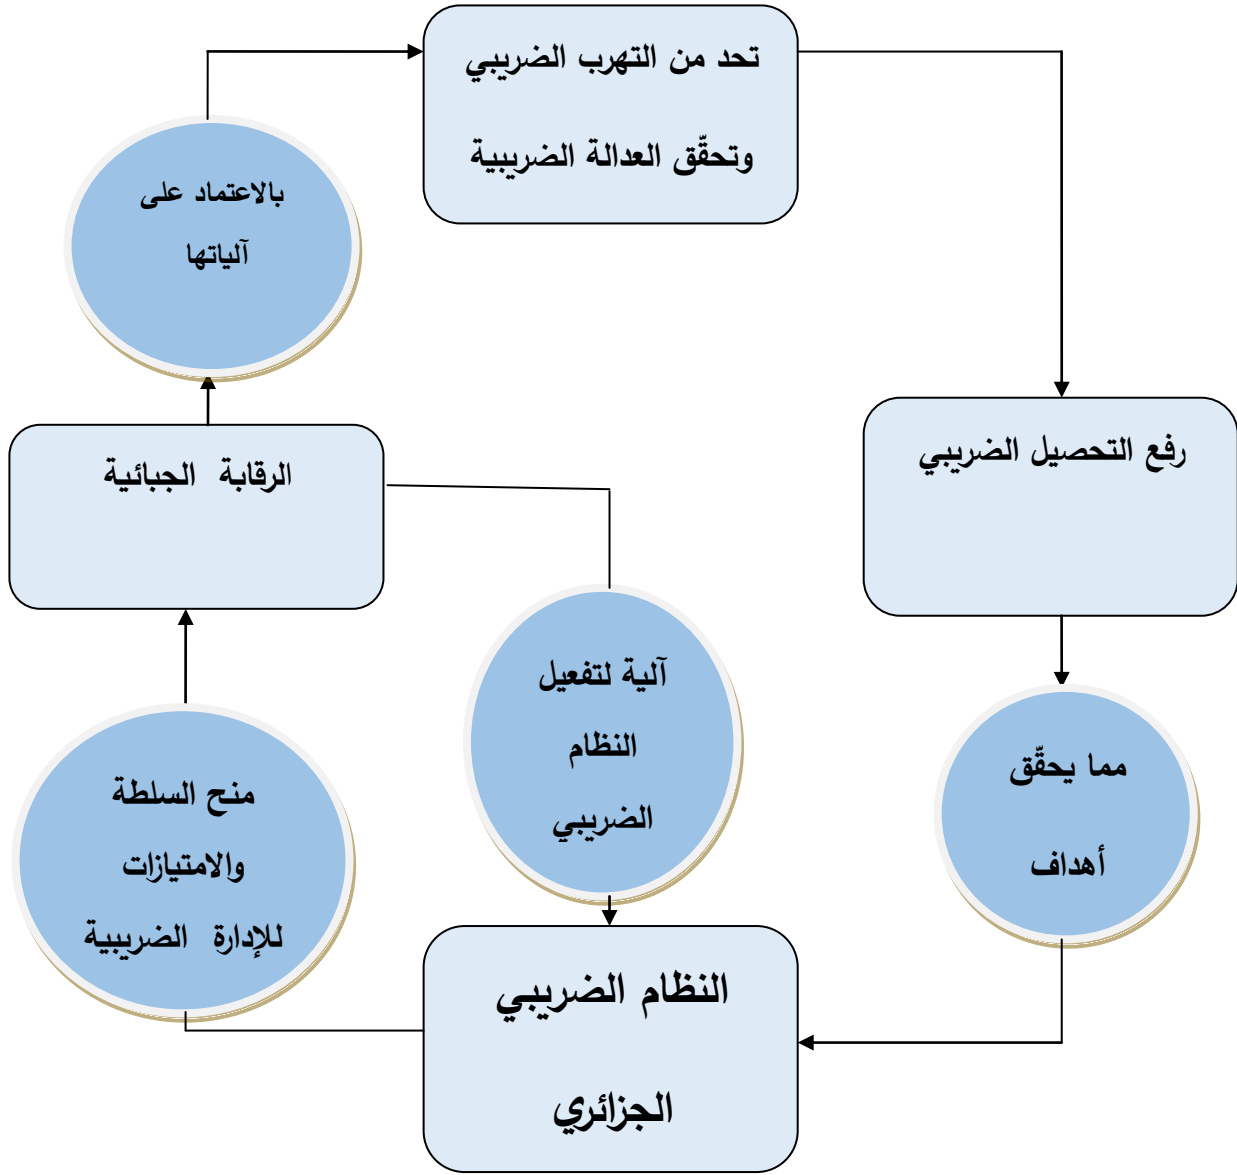 تحد من التهرب الضريبي
وتحقّق العدالة الضريبية
بالاعتماد على
آلياتها
رفع التحصيل الضريبي
الرقابة الجبائية
آلية لتفعيل
النظام
الضريبي
مما يحقّق
أهداف
منح السلطة
والامتيازات
للإدارة الضريبية
النظام الضريبي
الجزائري